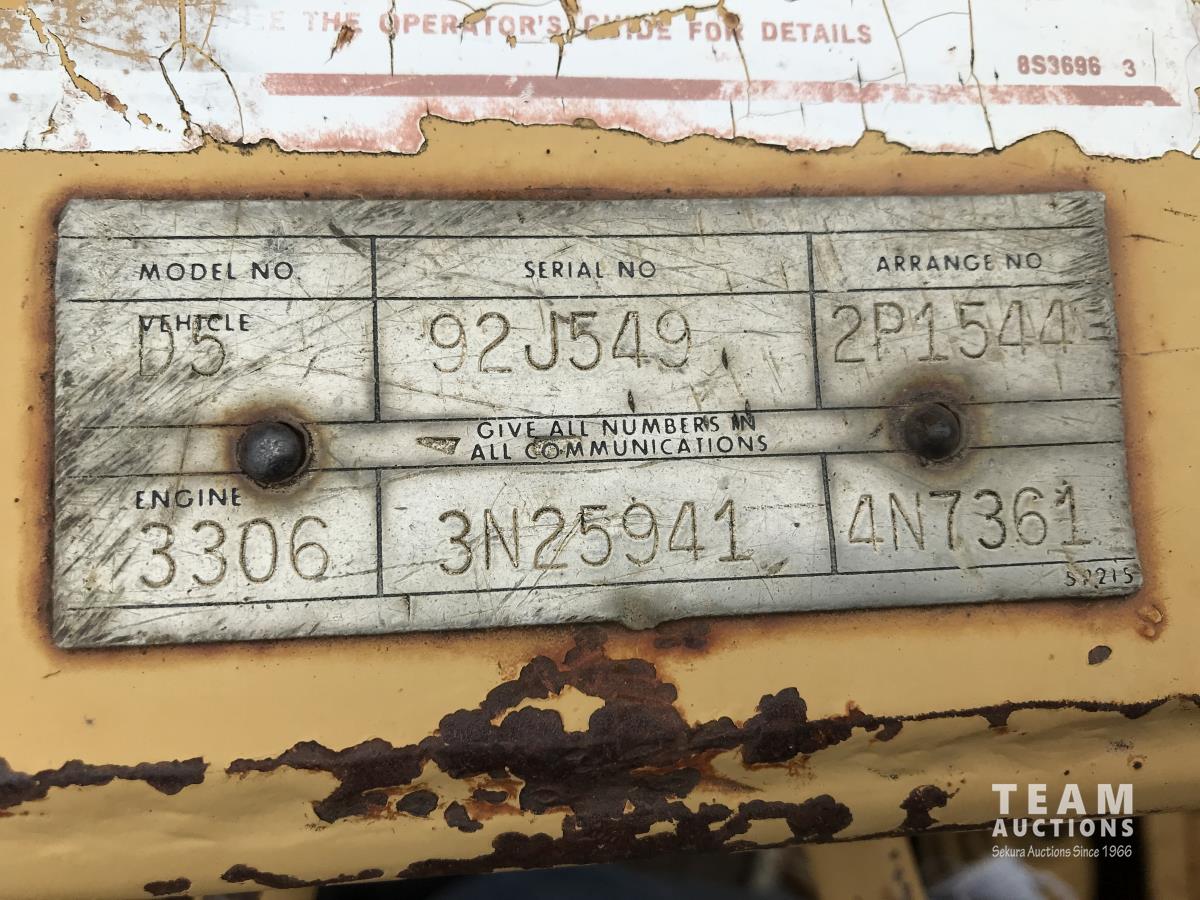 SEE THE OPERATOR'S GUIDE FOR DETAILS
8S3696 3
MODEL NO. SERIAL NO ARRANGE NO
VEHICLE
D5 92J549 2P1544
GIVE ALL NUMBERS IN
ALL COMMUNICATIONS
ENGINE
3306 3N25941 4N7361
TEAM
AUCTIONS
Sekura Auctions Since 1966